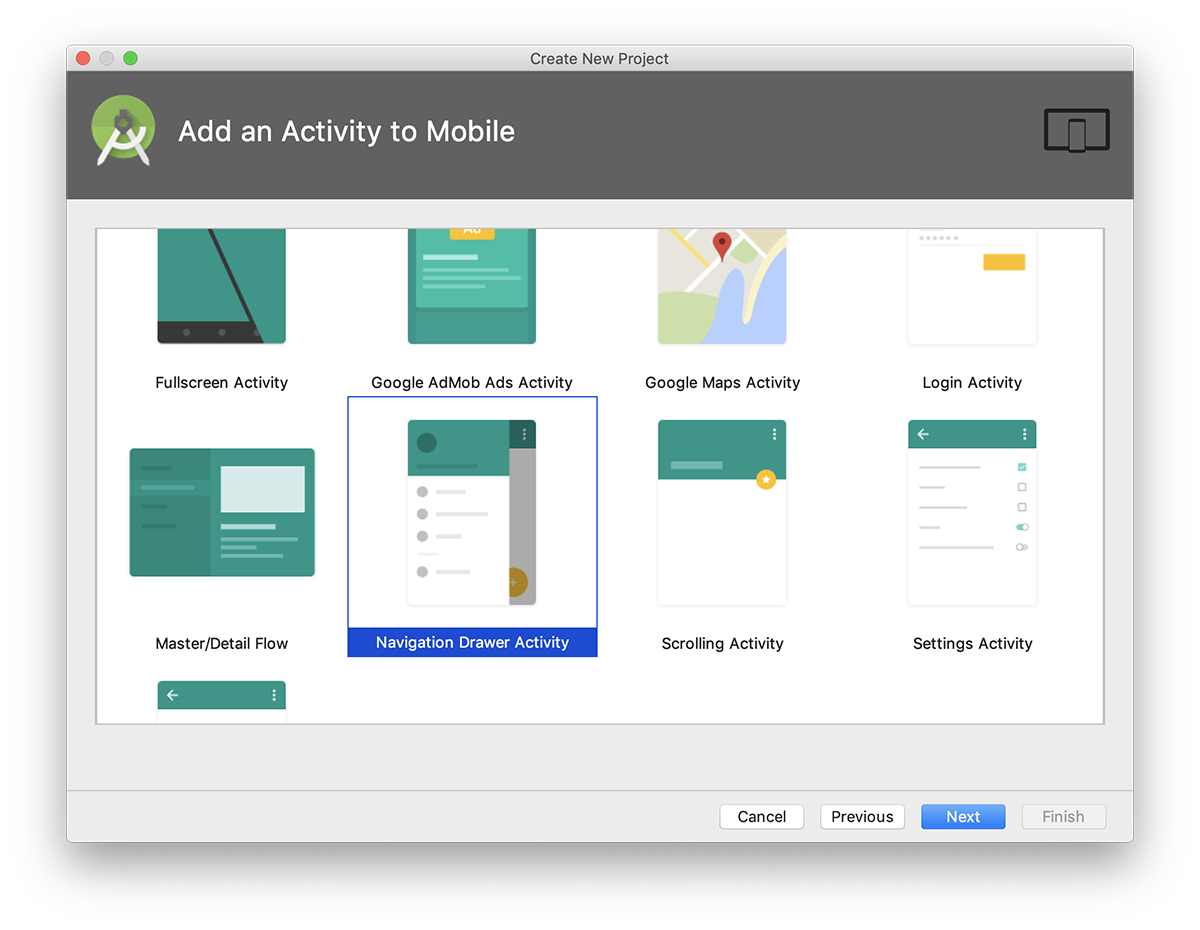 Create New Project
Add an Activity to Mobile
Ad
Fullscreen Activity
Google AdMob Ads Activity
Google Maps Activity
Login Activity
Master/Detail Flow
Navigation Drawer Activity
Scrolling Activity
Settings Activity
Cancel
Previous
Next
Finish